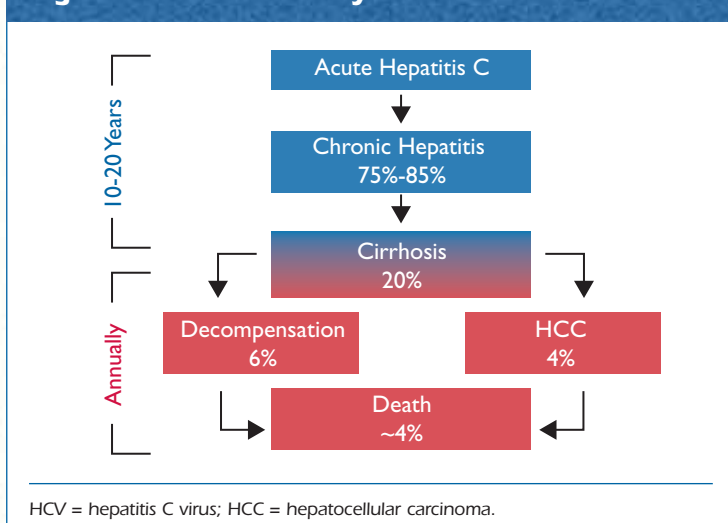 Acute Hepatitis C
10-20 Years
Chronic Hepatitis
75%-85%
Cirrhosis
20%
Annually
Decompensation
6%
HCC
4%
Death
~4%
HCV = hepatitis C virus; HCC = hepatocellular carcinoma.